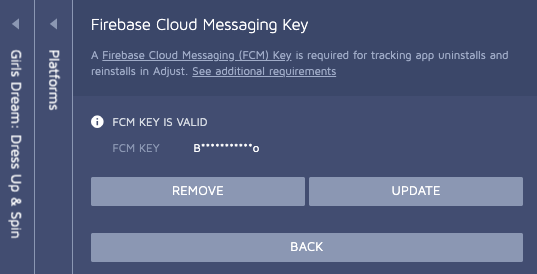 Girls Dream: Dress Up & Spin
Platforms
Firebase Cloud Messaging Key
A Firebase Cloud Messaging (FCM) Key is required for tracking app uninstalls and
reinstalls in Adjust. See additional requirements
FCM KEY IS VALID
FCM KEY B***********o
REMOVE
UPDATE
BACK